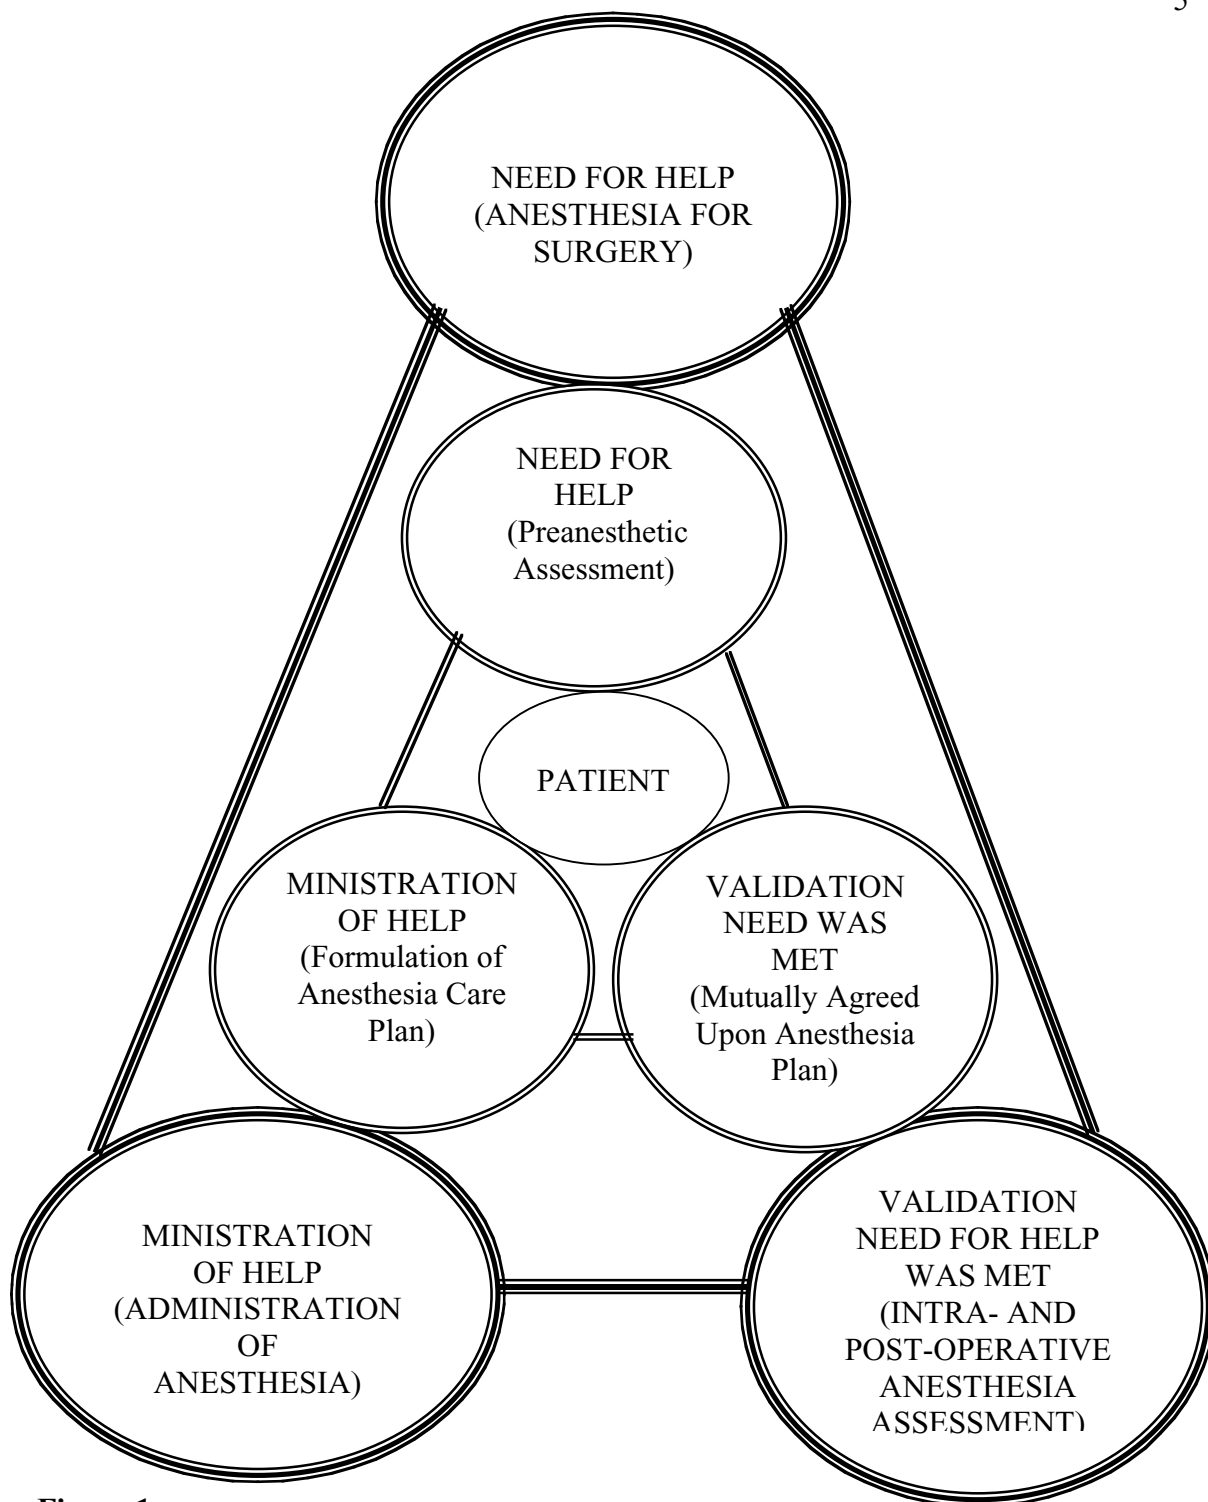 5
NEED FOR HELP
(ANESTHESIA FOR
SURGERY)
NEED FOR
HELP
(Preanesthetic
Assessment)
PATIENT
MINISTRATION
OF HELP
(Formulation of
Anesthesia Care
Plan)
VALIDATION
NEED WAS
MET
(Mutually Agreed
Upon Anesthesia
Plan)
MINISTRATION
OF HELP
(ADMINISTRATION
OF
ANESTHESIA)
VALIDATION
NEED FOR HELP
WAS MET
(INTRA- AND
POST-OPERATIVE
ANESTHESIA
ASSESSMENT)
Figure 1